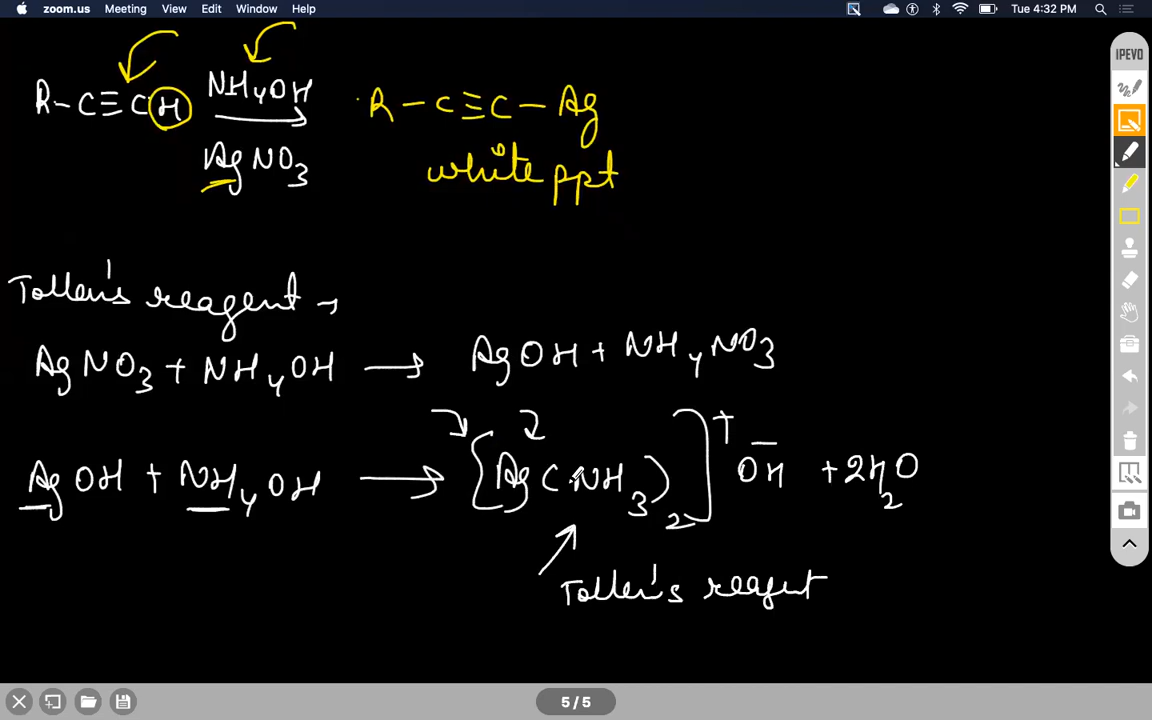 zoom.us Meeting View Edit Window Help Tue 4:32 PM
IPEVO
R-C≡CH NH4OH R-C≡C-Ag
AgNO3 white ppt
Tollen's reagent →
AgNO3 + NH4OH → AgOH + NH4NO3
AgOH + NH4OH → [Ag(NH3)2]+ OH- + 2H2O
Tollen's reagent
5/5